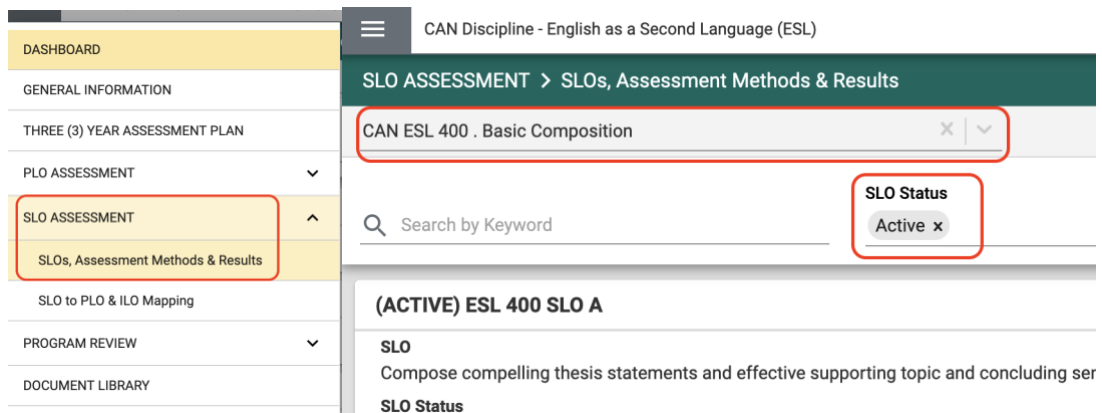 DASHBOARD
GENERAL INFORMATION
THREE (3) YEAR ASSESSMENT PLAN
PLO ASSESSMENT
SLO ASSESSMENT
SLOs, Assessment Methods & Results
SLO to PLO & ILO Mapping
PROGRAM REVIEW
DOCUMENT LIBRARY
CAN Discipline - English as a Second Language (ESL)
SLO ASSESSMENT > SLOs, Assessment Methods & Results
CAN ESL 400 . Basic Composition
SLO Status
Search by Keyword
Active ×
(ACTIVE) ESL 400 SLO A
SLO
Compose compelling thesis statements and effective supporting topic and concluding
SLO Status